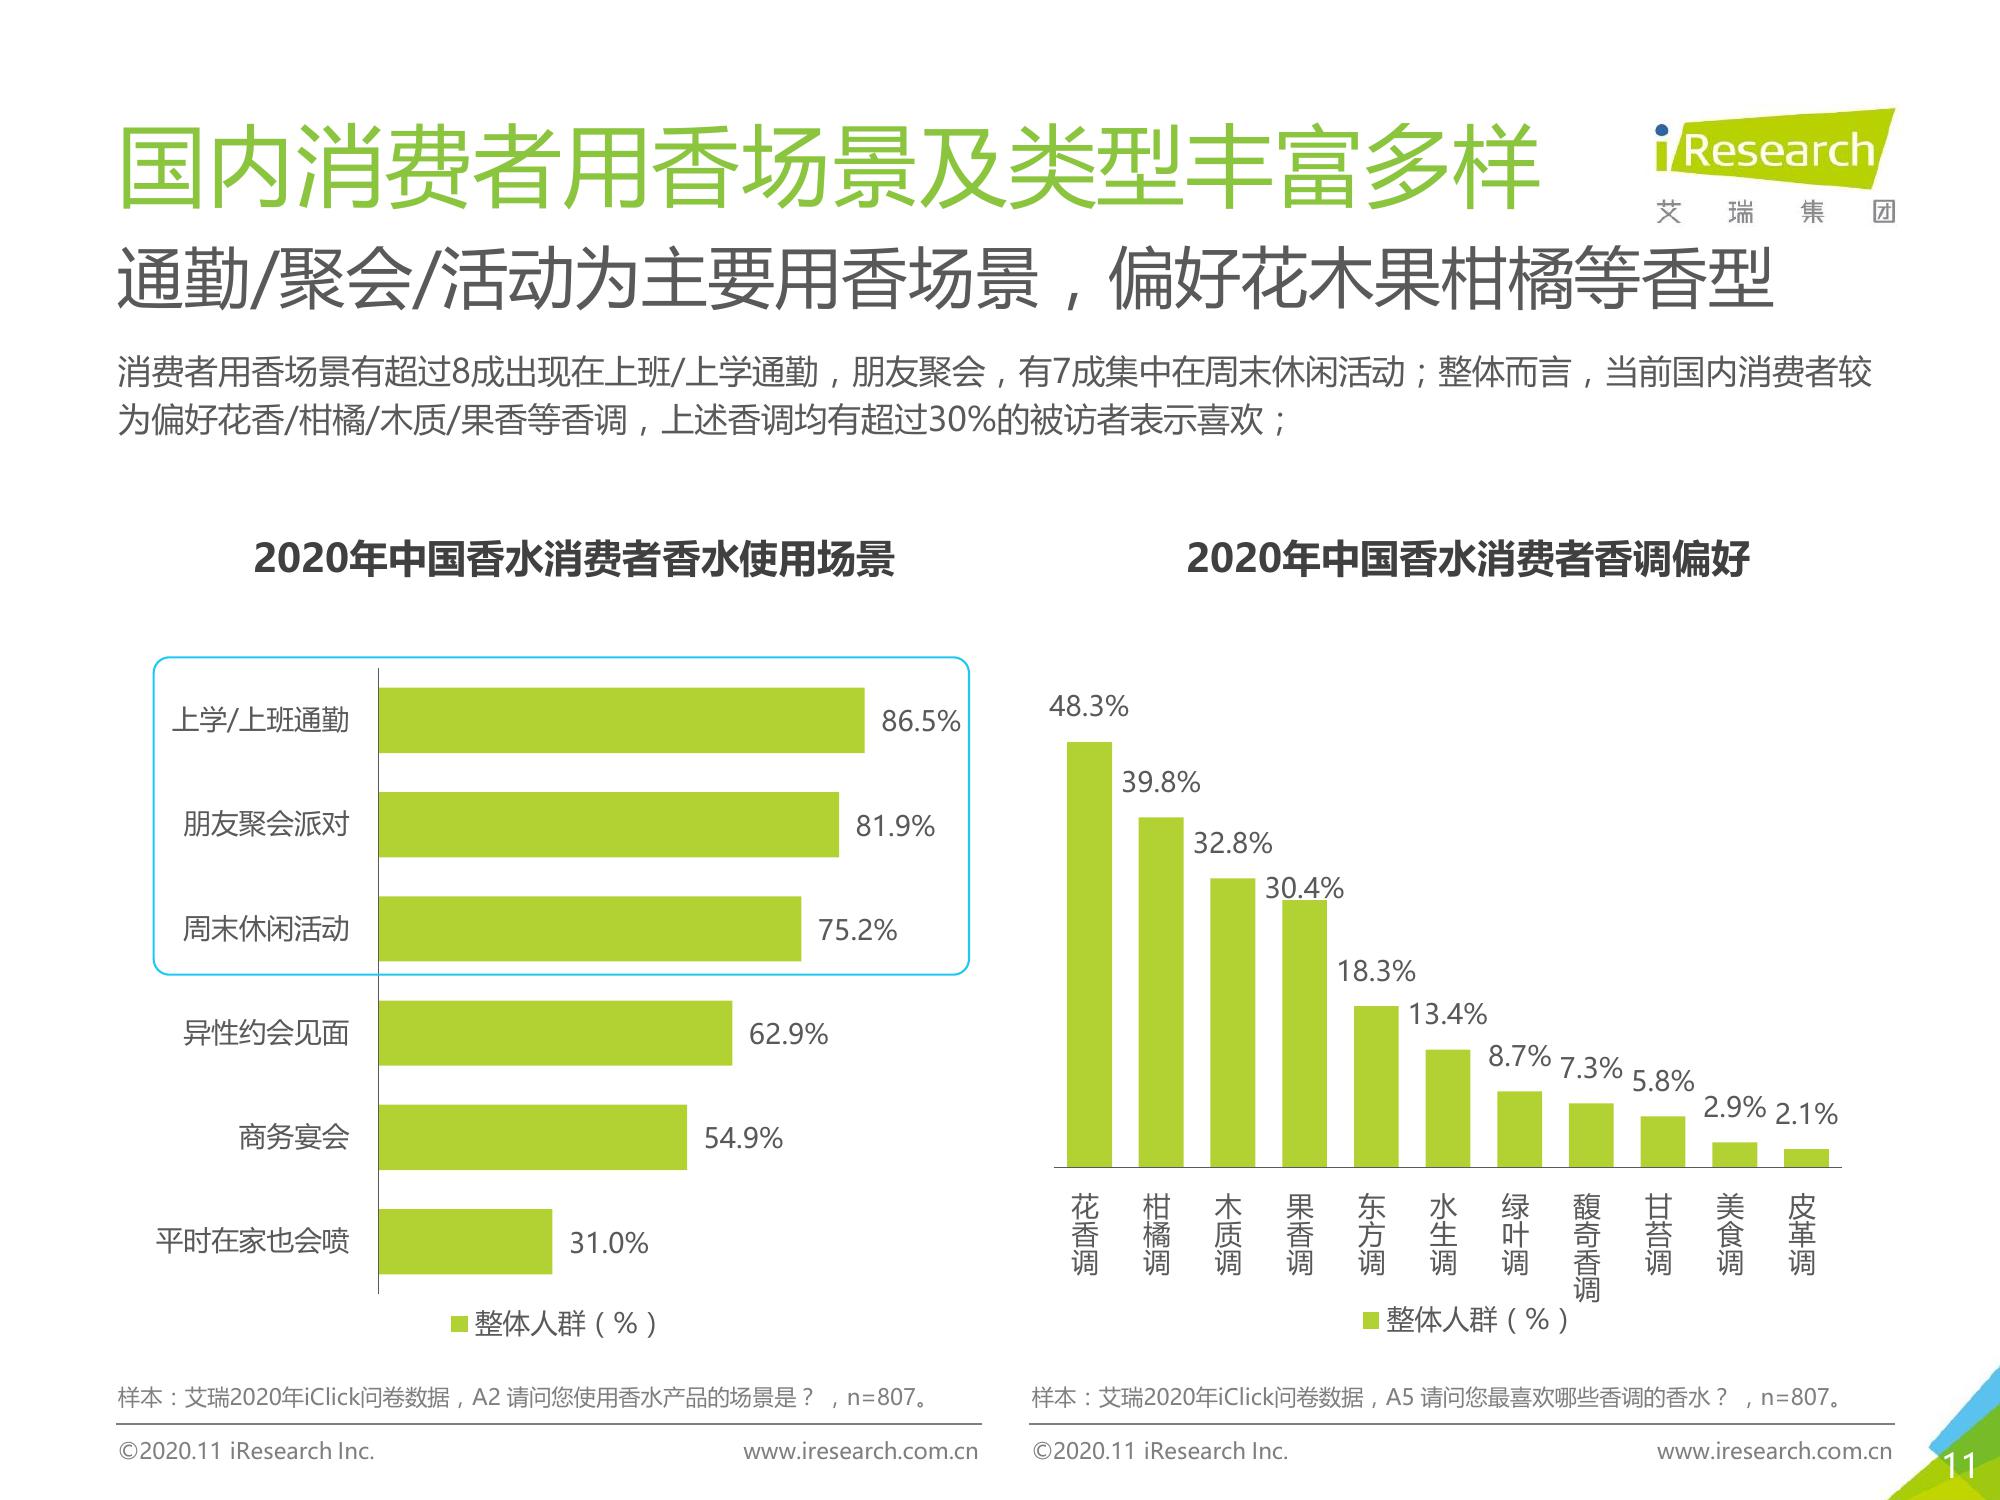 国内消费者用香场景及类型丰富多样
iResearch
艾瑞集团
通勤/聚会/活动为主要用香场景，偏好花木果柑橘等香型
消费者用香场景有超过8成出现在上班/上学通勤，朋友聚会，有7成集中在周末休闲活动；整体而言，当前国内消费者较
为偏好花香/柑橘/木质/果香等香调，上述香调均有超过30%的被访者表示喜欢；
2020年中国香水消费者香水使用场景
上学/上班通勤 86.5%
朋友聚会派对 81.9%
周末休闲活动 75.2%
异性约会见面 62.9%
商务宴会 54.9%
平时在家也会喷 31.0%
整体人群（%）
样本：艾瑞2020年iClick问卷数据，A2 请问您使用香水产品的场景是？，n=807。
©2020.11 iResearch Inc. www.iresearch.com.cn
2020年中国香水消费者香调偏好
48.3%
39.8%
32.8%
30.4%
18.3%
13.4%
8.7%
7.3%
5.8%
2.9%
2.1%
花香调
柑橘调
木质调
果香调
东方调
水生调
绿叶调
馥奇香调
甘苔调
美食调
皮革调
整体人群（%）
样本：艾瑞2020年iClick问卷数据，A5 请问您最喜欢哪些香调的香水？，n=807。
©2020.11 iResearch Inc. www.iresearch.com.cn
11